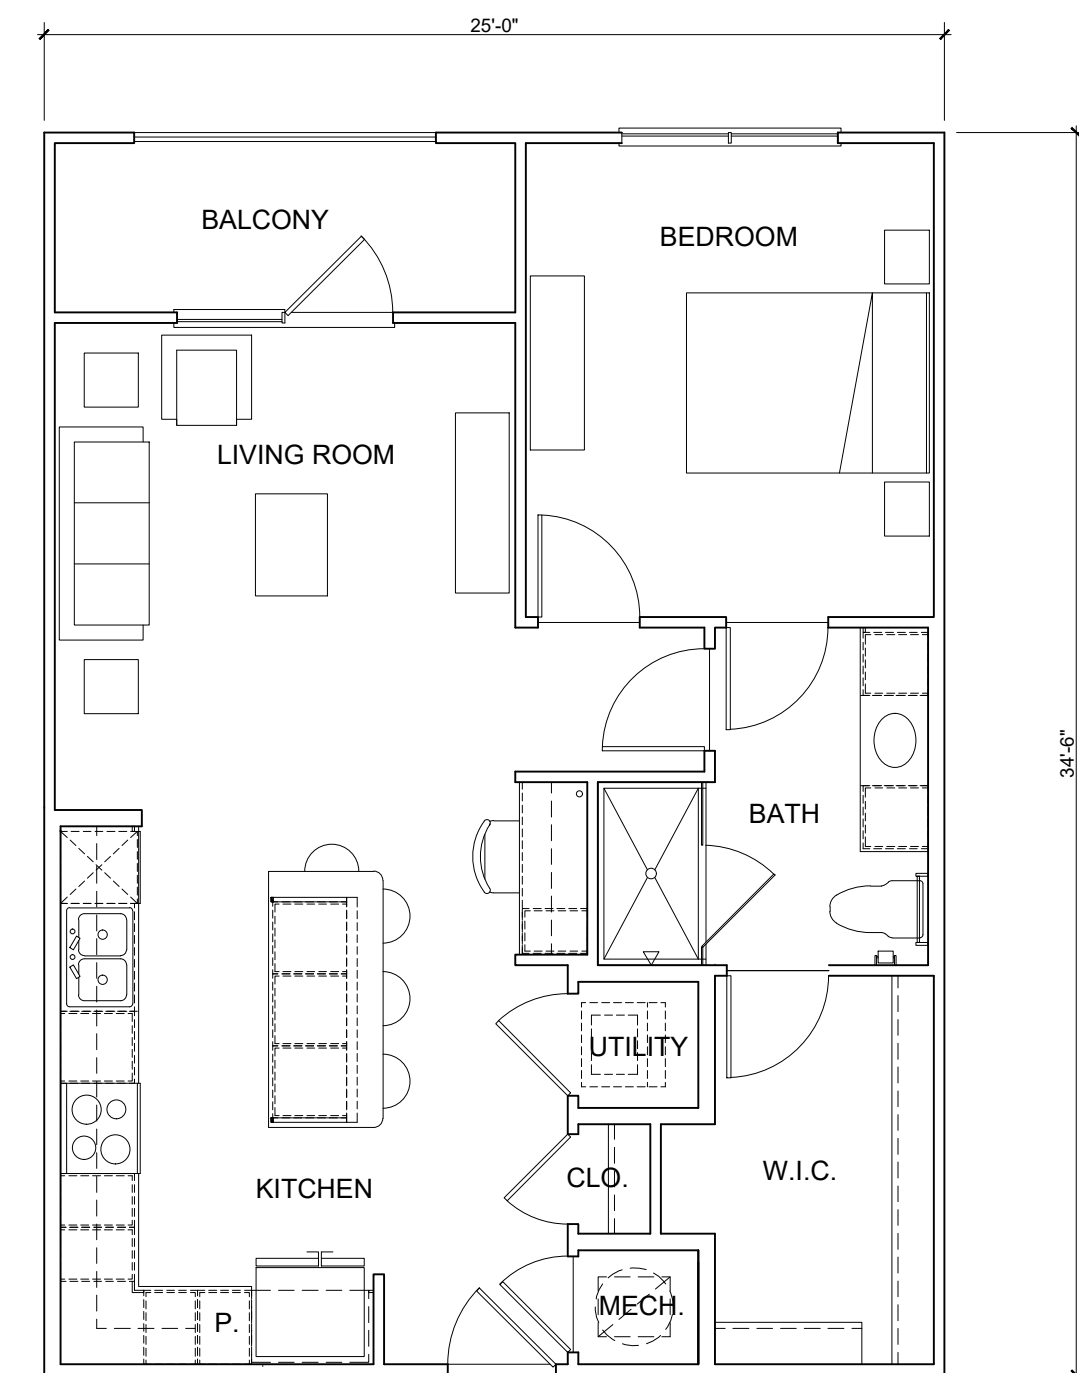 25'-0"
BALCONY
BEDROOM
LIVING ROOM
34'-6"
BATH
UTILITY
CLO.
W.I.C.
KITCHEN
MECH.
P.